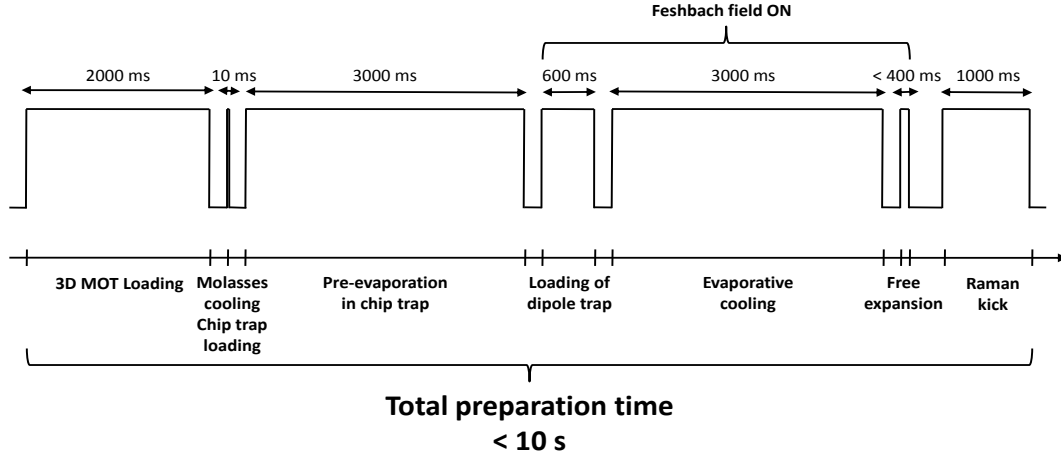 Feshbach field ON
2000 ms
10 ms
3000 ms
600 ms
3000 ms
< 400 ms
1000 ms
3D MOT Loading
Molasses
cooling
Chip trap
loading
Pre-evaporation
in chip trap
Loading of
dipole trap
Evaporative
cooling
Free
expansion
Raman
kick
Total preparation time
< 10 s